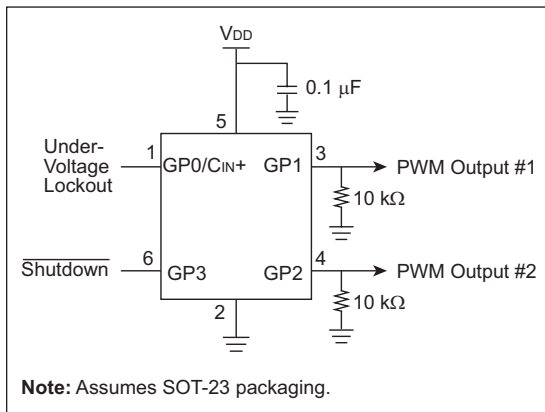 VDD
0.1 μF
5
Under-
Voltage
Lockout
1
GP0/CIN+
GP1
3
PWM Output #1
10 kΩ
Shutdown
6
GP3
GP2
4
PWM Output #2
2
10 kΩ
Note: Assumes SOT-23 packaging.